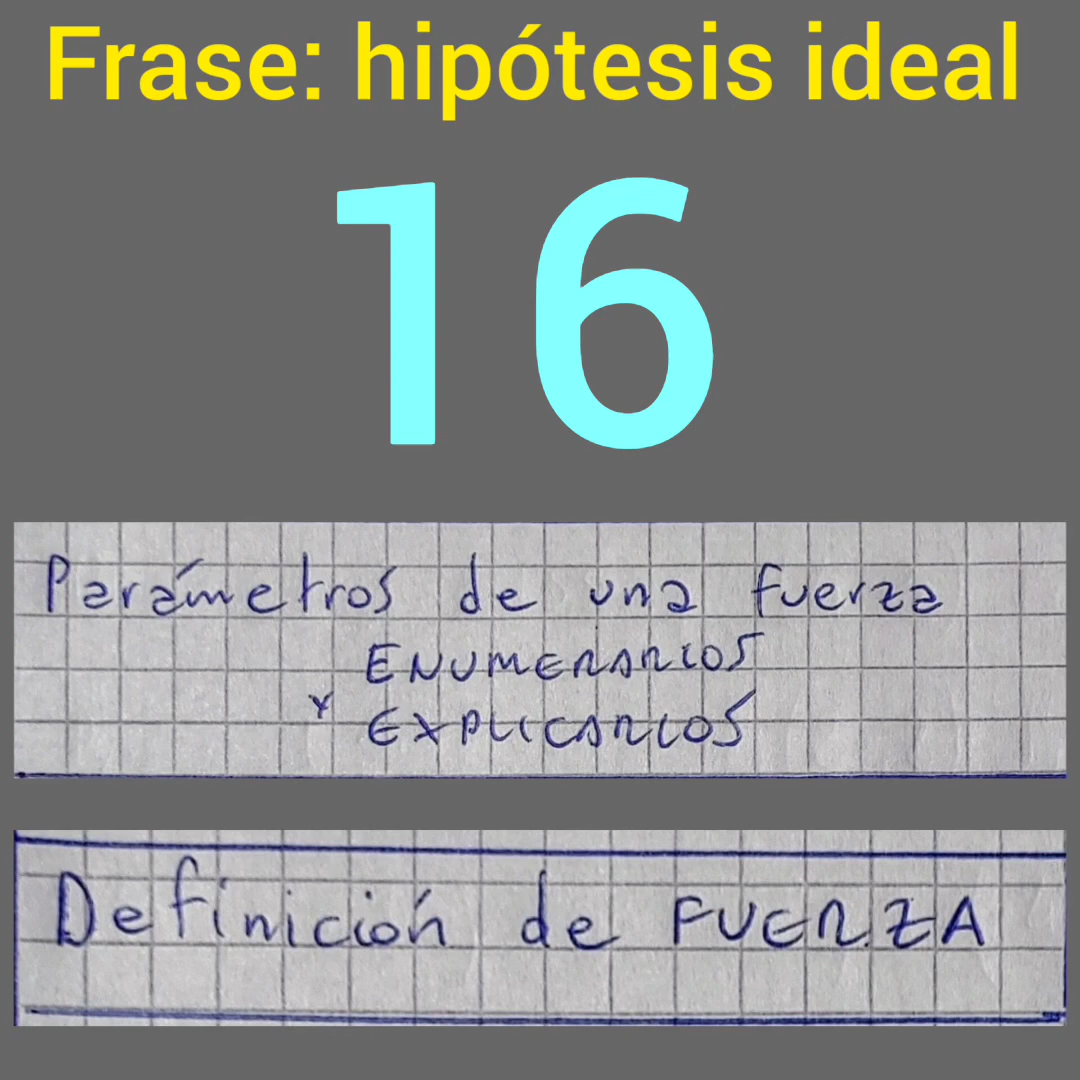 Frase: hipótesis ideal
16
Parámetros de una fuerza
ENUMERARLOS
y EXPLICARLOS
Definición de FUERZA